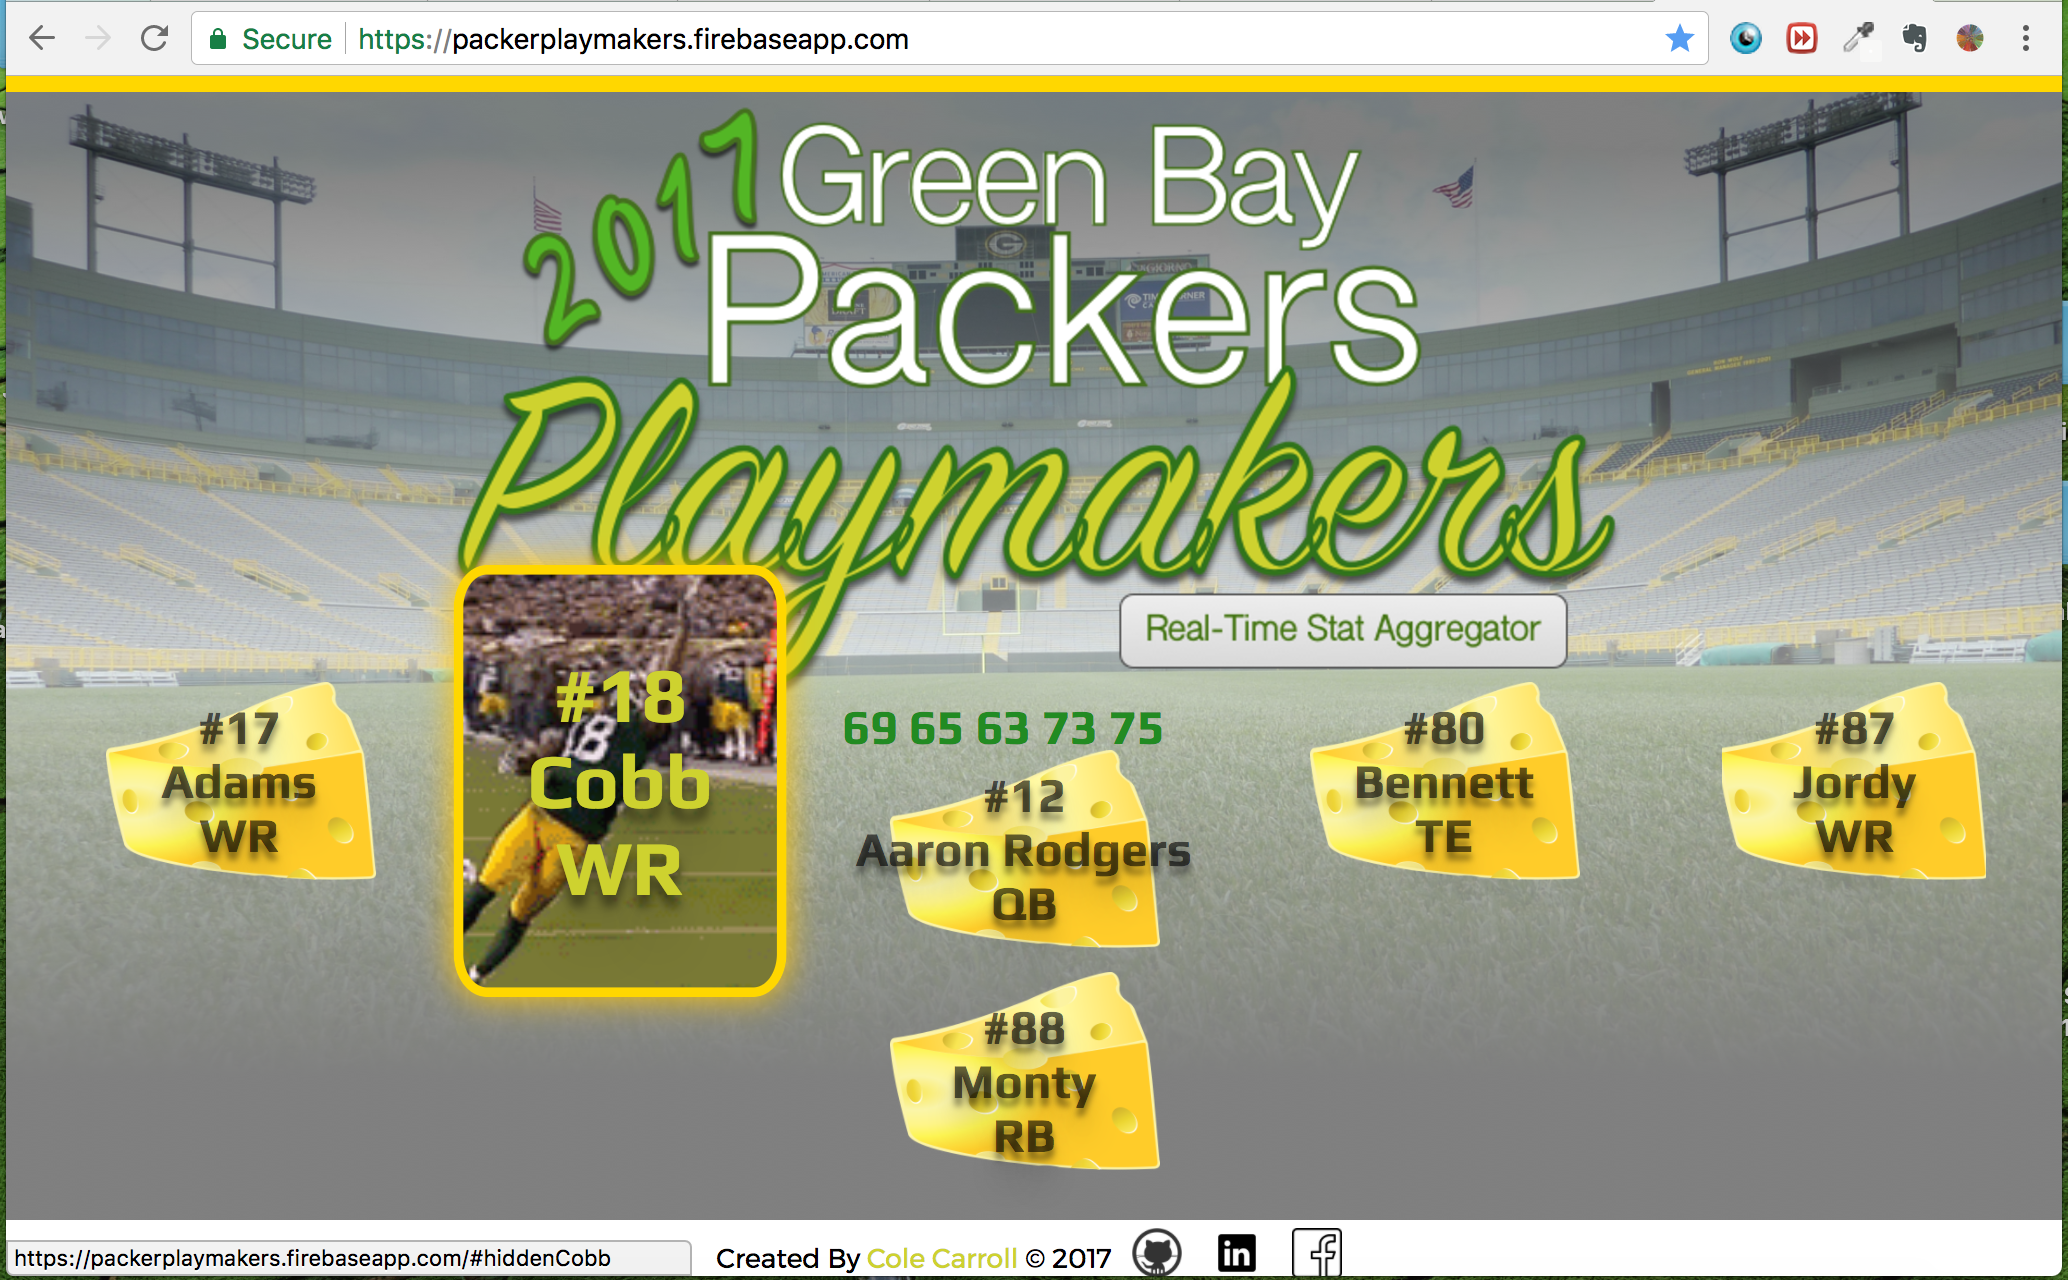 Secure
https://packerplaymakers.firebaseapp.com
2017
Green Bay
Packers
Playmakers
Real-Time Stat Aggregator
#17
Adams
WR
#18
Cobb
WR
69 65 63 73 75
#12
Aaron Rodgers
QB
#80
Bennett
TE
#87
Jordy
WR
#88
Monty
RB
https://packerplaymakers.firebaseapp.com/#hiddenCobb
Created By Cole Carroll © 2017